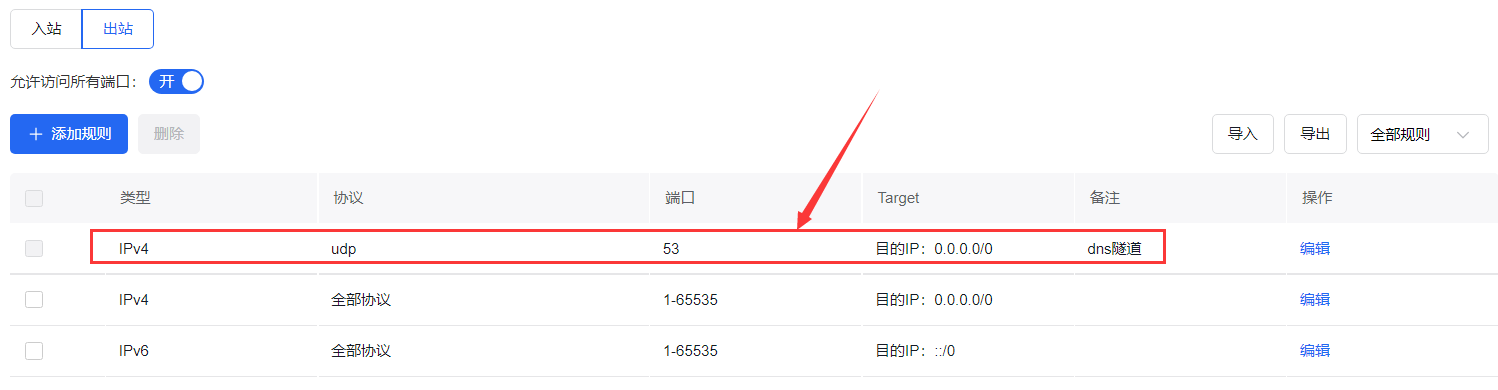 入站 出站
允许访问所有端口： 开
＋ 添加规则 删除 导入 导出 全部规则
类型 协议 端口 Target 备注 操作
IPv4 udp 53 目的IP：0.0.0.0/0 dns隧道 编辑
IPv4 全部协议 1-65535 目的IP：0.0.0.0/0 编辑
IPv6 全部协议 1-65535 目的IP：::/0 编辑